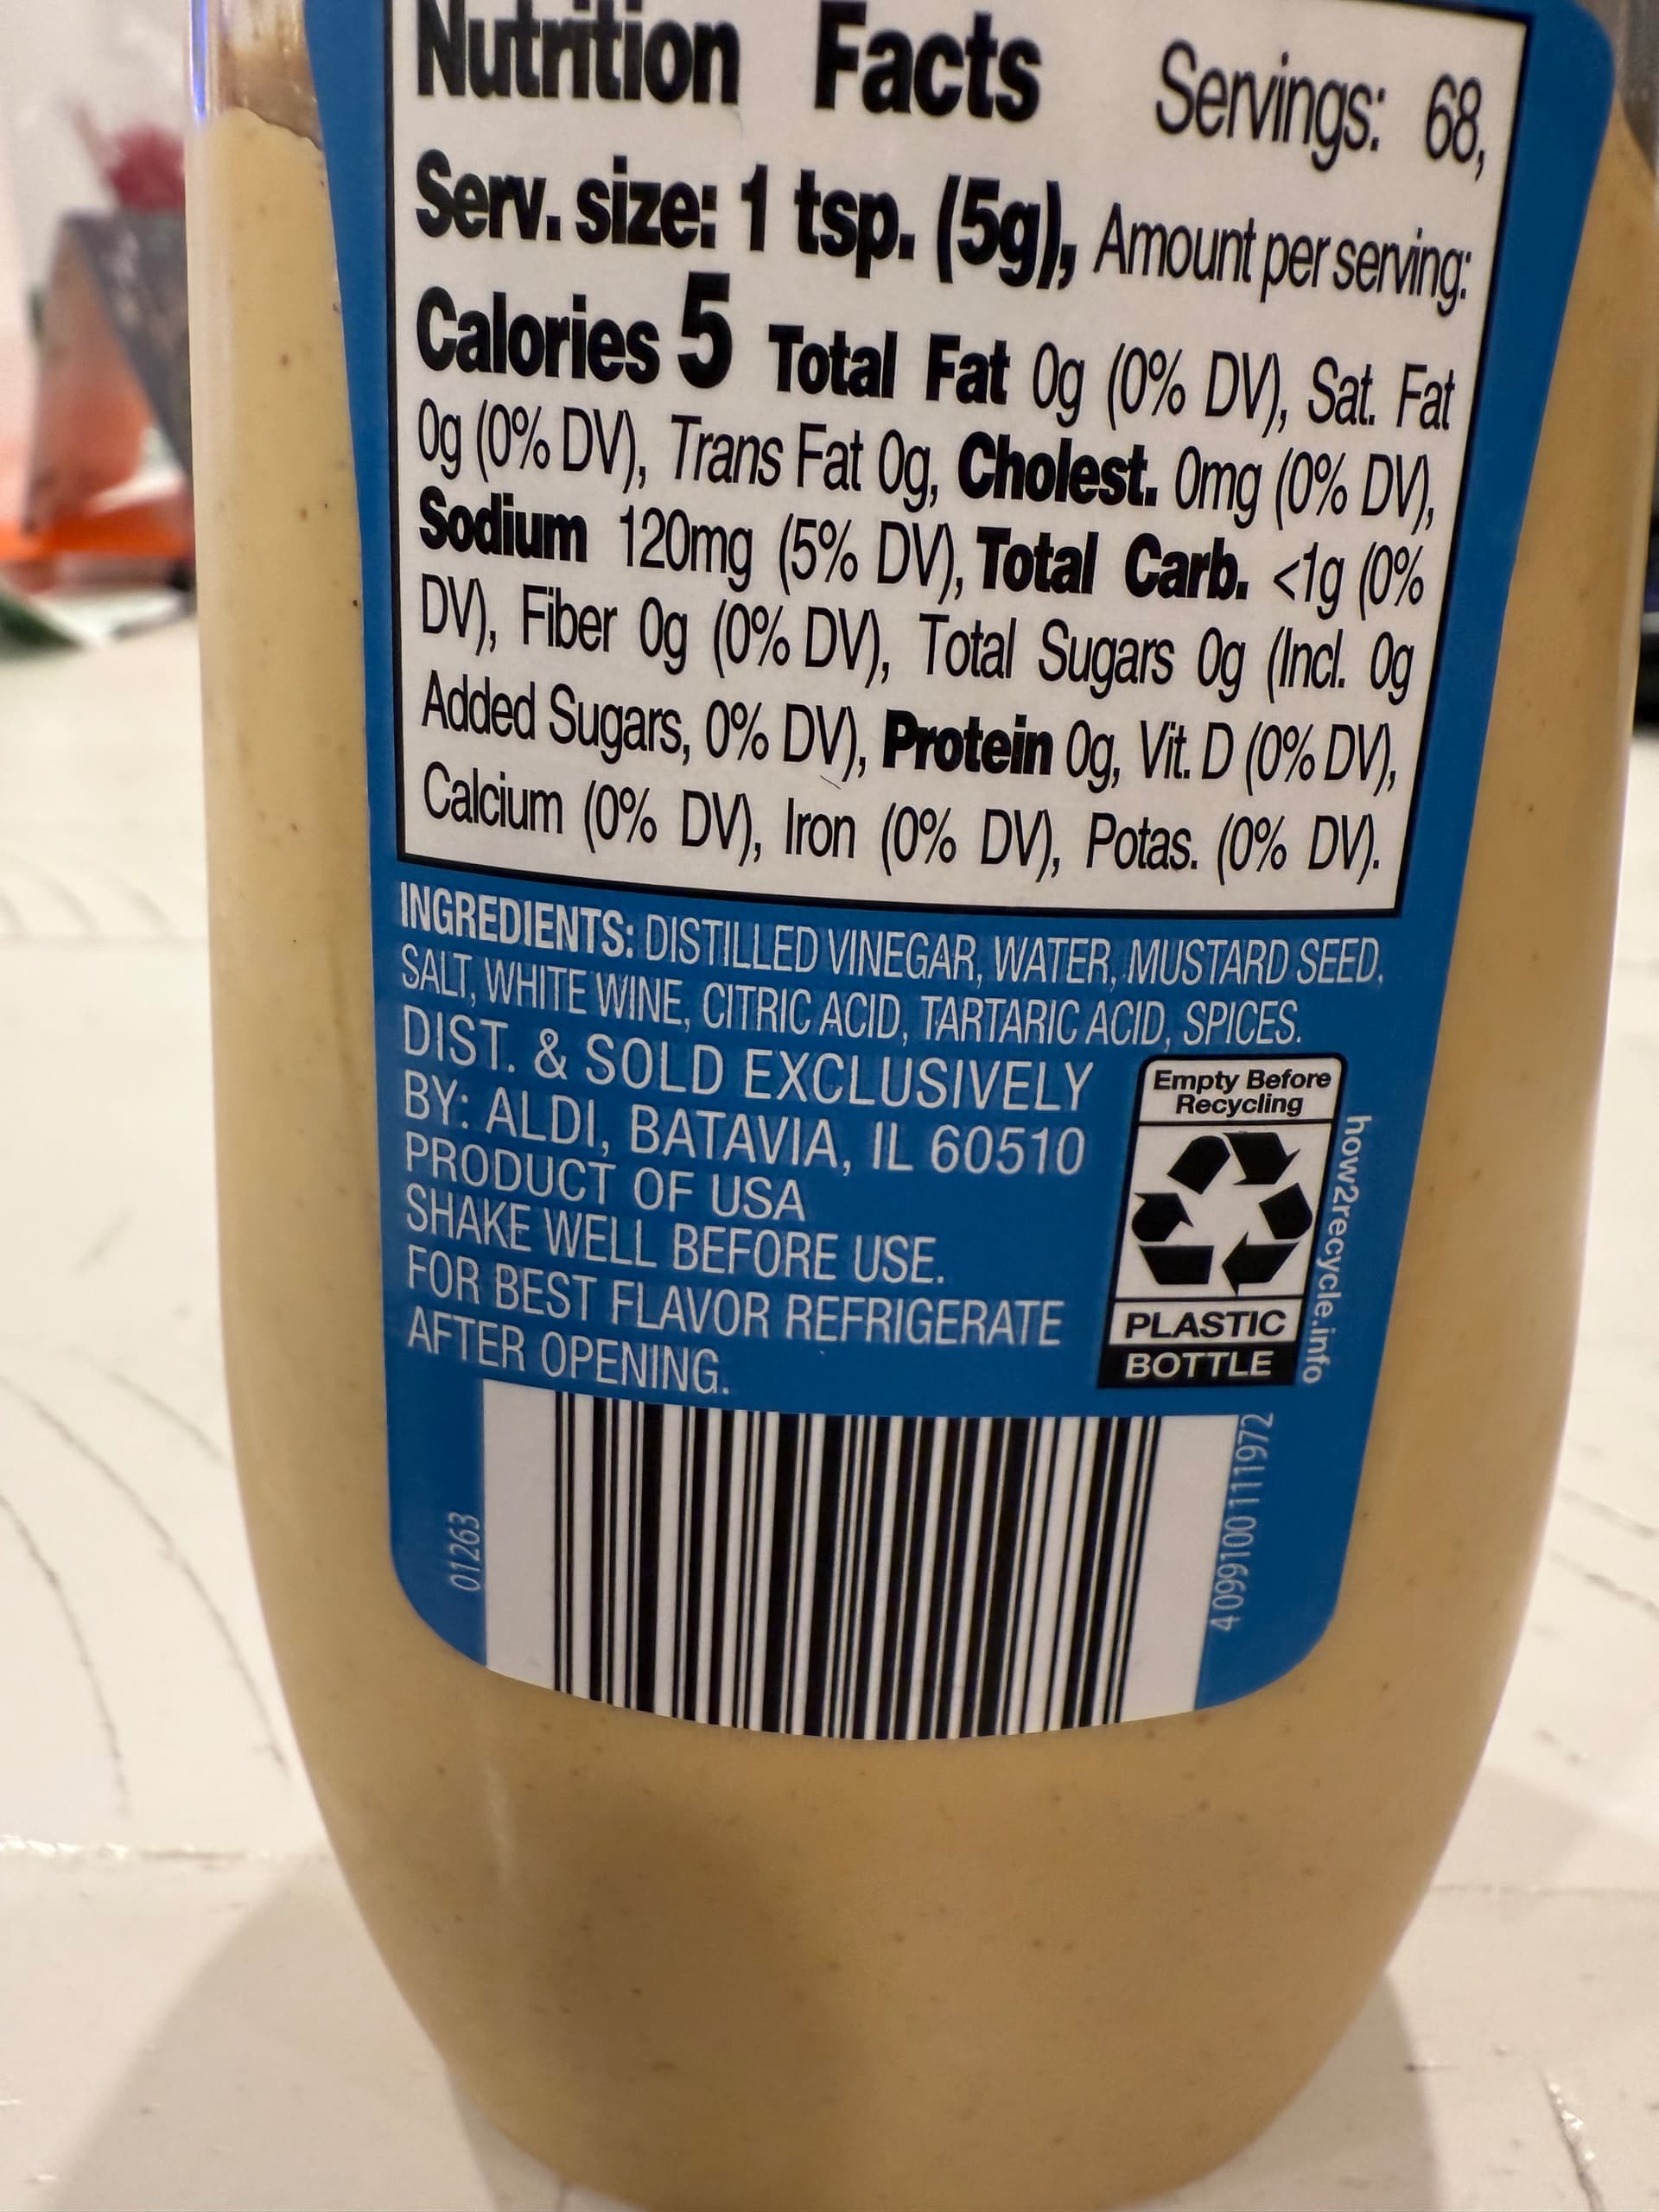 Nutrition Facts Servings: 68,
Serv. size: 1 tsp. (5g), Amount per serving:
Calories 5 Total Fat 0g (0% DV), Sat. Fat
0g (0% DV), Trans Fat 0g, Cholest. 0mg (0% DV),
Sodium 120mg (5% DV), Total Carb. <1g (0%
DV), Fiber 0g (0% DV), Total Sugars 0g (Incl. 0g
Added Sugars, 0% DV), Protein 0g, Vit. D (0% DV),
Calcium (0% DV), Iron (0% DV), Potas. (0% DV).
INGREDIENTS: DISTILLED VINEGAR, WATER, MUSTARD SEED,
SALT, WHITE WINE, CITRIC ACID, TARTARIC ACID, SPICES.
DIST. & SOLD EXCLUSIVELY
BY: ALDI, BATAVIA, IL 60510
PRODUCT OF USA
SHAKE WELL BEFORE USE.
FOR BEST FLAVOR REFRIGERATE
AFTER OPENING.
Empty Before
Recycling
PLASTIC
BOTTLE
how2recycle.info
01263
4 099100 111972